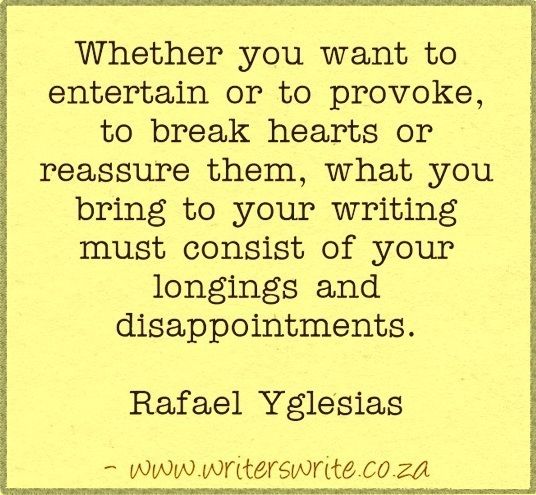 Whether you want to
entertain or to provoke,
to break hearts or
reassure them, what you
bring to your writing
must consist of your
longings and
disappointments.
Rafael Yglesias
- www.writerswrite.co.za